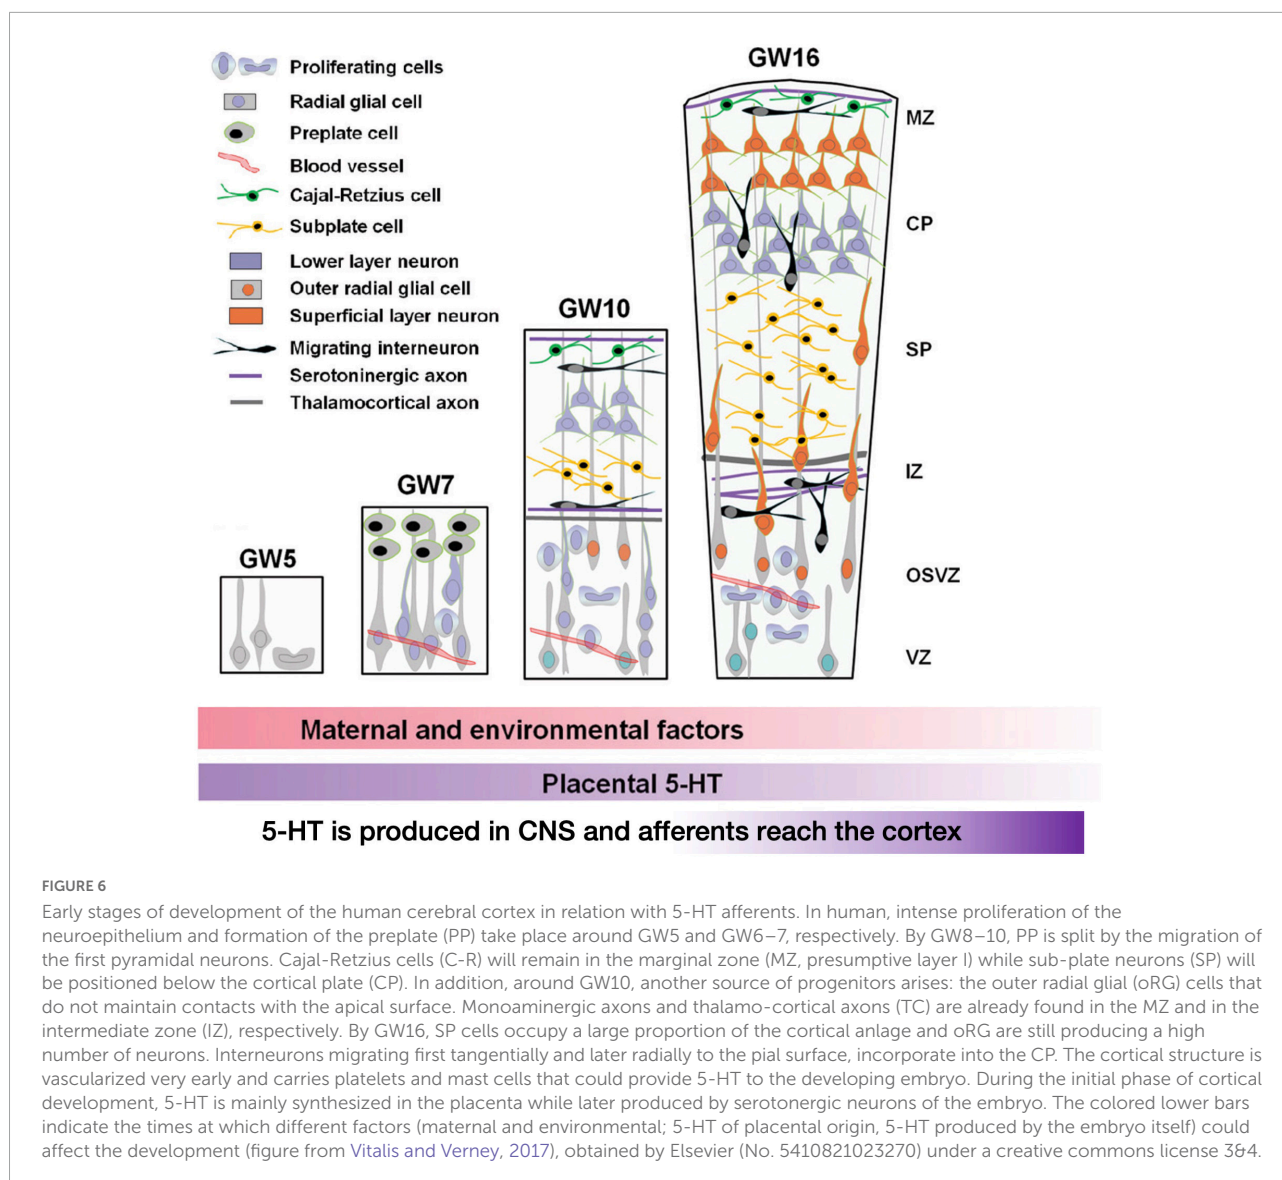 Proliferating cells
Radial glial cell
Preplate cell
Blood vessel
Cajal-Retzius cell
Subplate cell
Lower layer neuron
Outer radial glial cell
Superficial layer neuron
Migrating interneuron
Serotoninergic axon
Thalamocortical axon
GW5
GW7
GW10
GW16
MZ
CP
SP
IZ
OSVZ
VZ
Maternal and environmental factors
Placental 5-HT
5-HT is produced in CNS and afferents reach the cortex
FIGURE 6
Early stages of development of the human cerebral cortex in relation with 5-HT afferents. In human, intense proliferation of the
neuroepithelium and formation of the preplate (PP) take place around GW5 and GW6–7, respectively. By GW8–10, PP is split by the migration of
the first pyramidal neurons. Cajal-Retzius cells (C-R) will remain in the marginal zone (MZ, presumptive layer I) while sub-plate neurons (SP) will
be positioned below the cortical plate (CP). In addition, around GW10, another source of progenitors arises: the outer radial glial (oRG) cells that
do not maintain contacts with the apical surface. Monoaminergic axons and thalamo-cortical axons (TC) are already found in the MZ and in the
intermediate zone (IZ), respectively. By GW16, SP cells occupy a large proportion of the cortical anlage and oRG are still producing a high
number of neurons. Interneurons migrating first tangentially and later radially to the pial surface, incorporate into the CP. The cortical structure is
vascularized very early and carries platelets and mast cells that could provide 5-HT to the developing embryo. During the initial phase of cortical
development, 5-HT is mainly synthesized in the placenta while later produced by serotonergic neurons of the embryo. The colored lower bars
indicate the times at which different factors (maternal and environmental; 5-HT of placental origin, 5-HT produced by the embryo itself) could
affect the development (figure from Vitalis and Verney, 2017), obtained by Elsevier (No. 5410821023270) under a creative commons license 3&4.